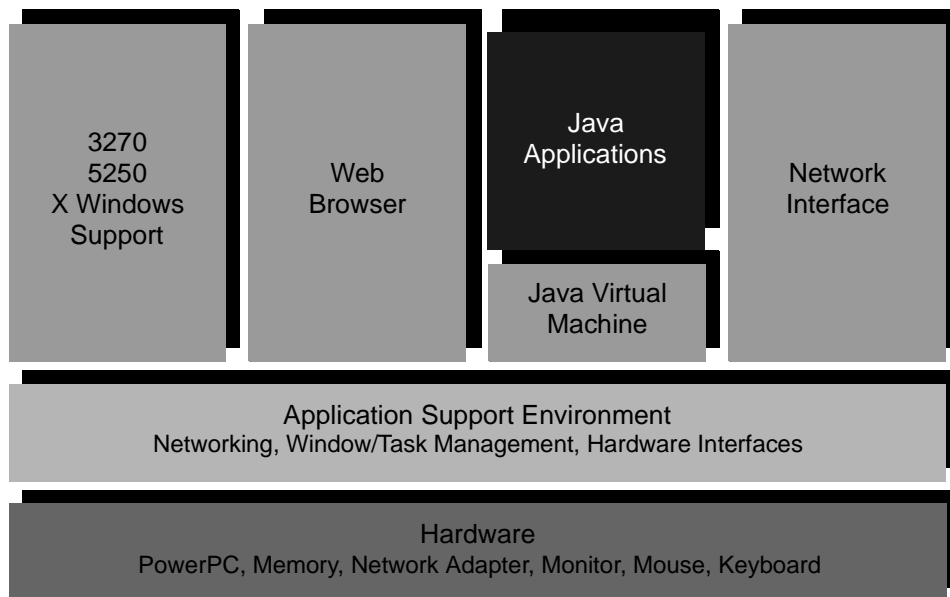 3270
5250
X Windows
Support
Web
Browser
Java
Applications
Java Virtual
Machine
Network
Interface
Application Support Environment
Networking, Window/Task Management, Hardware Interfaces
Hardware
PowerPC, Memory, Network Adapter, Monitor, Mouse, Keyboard